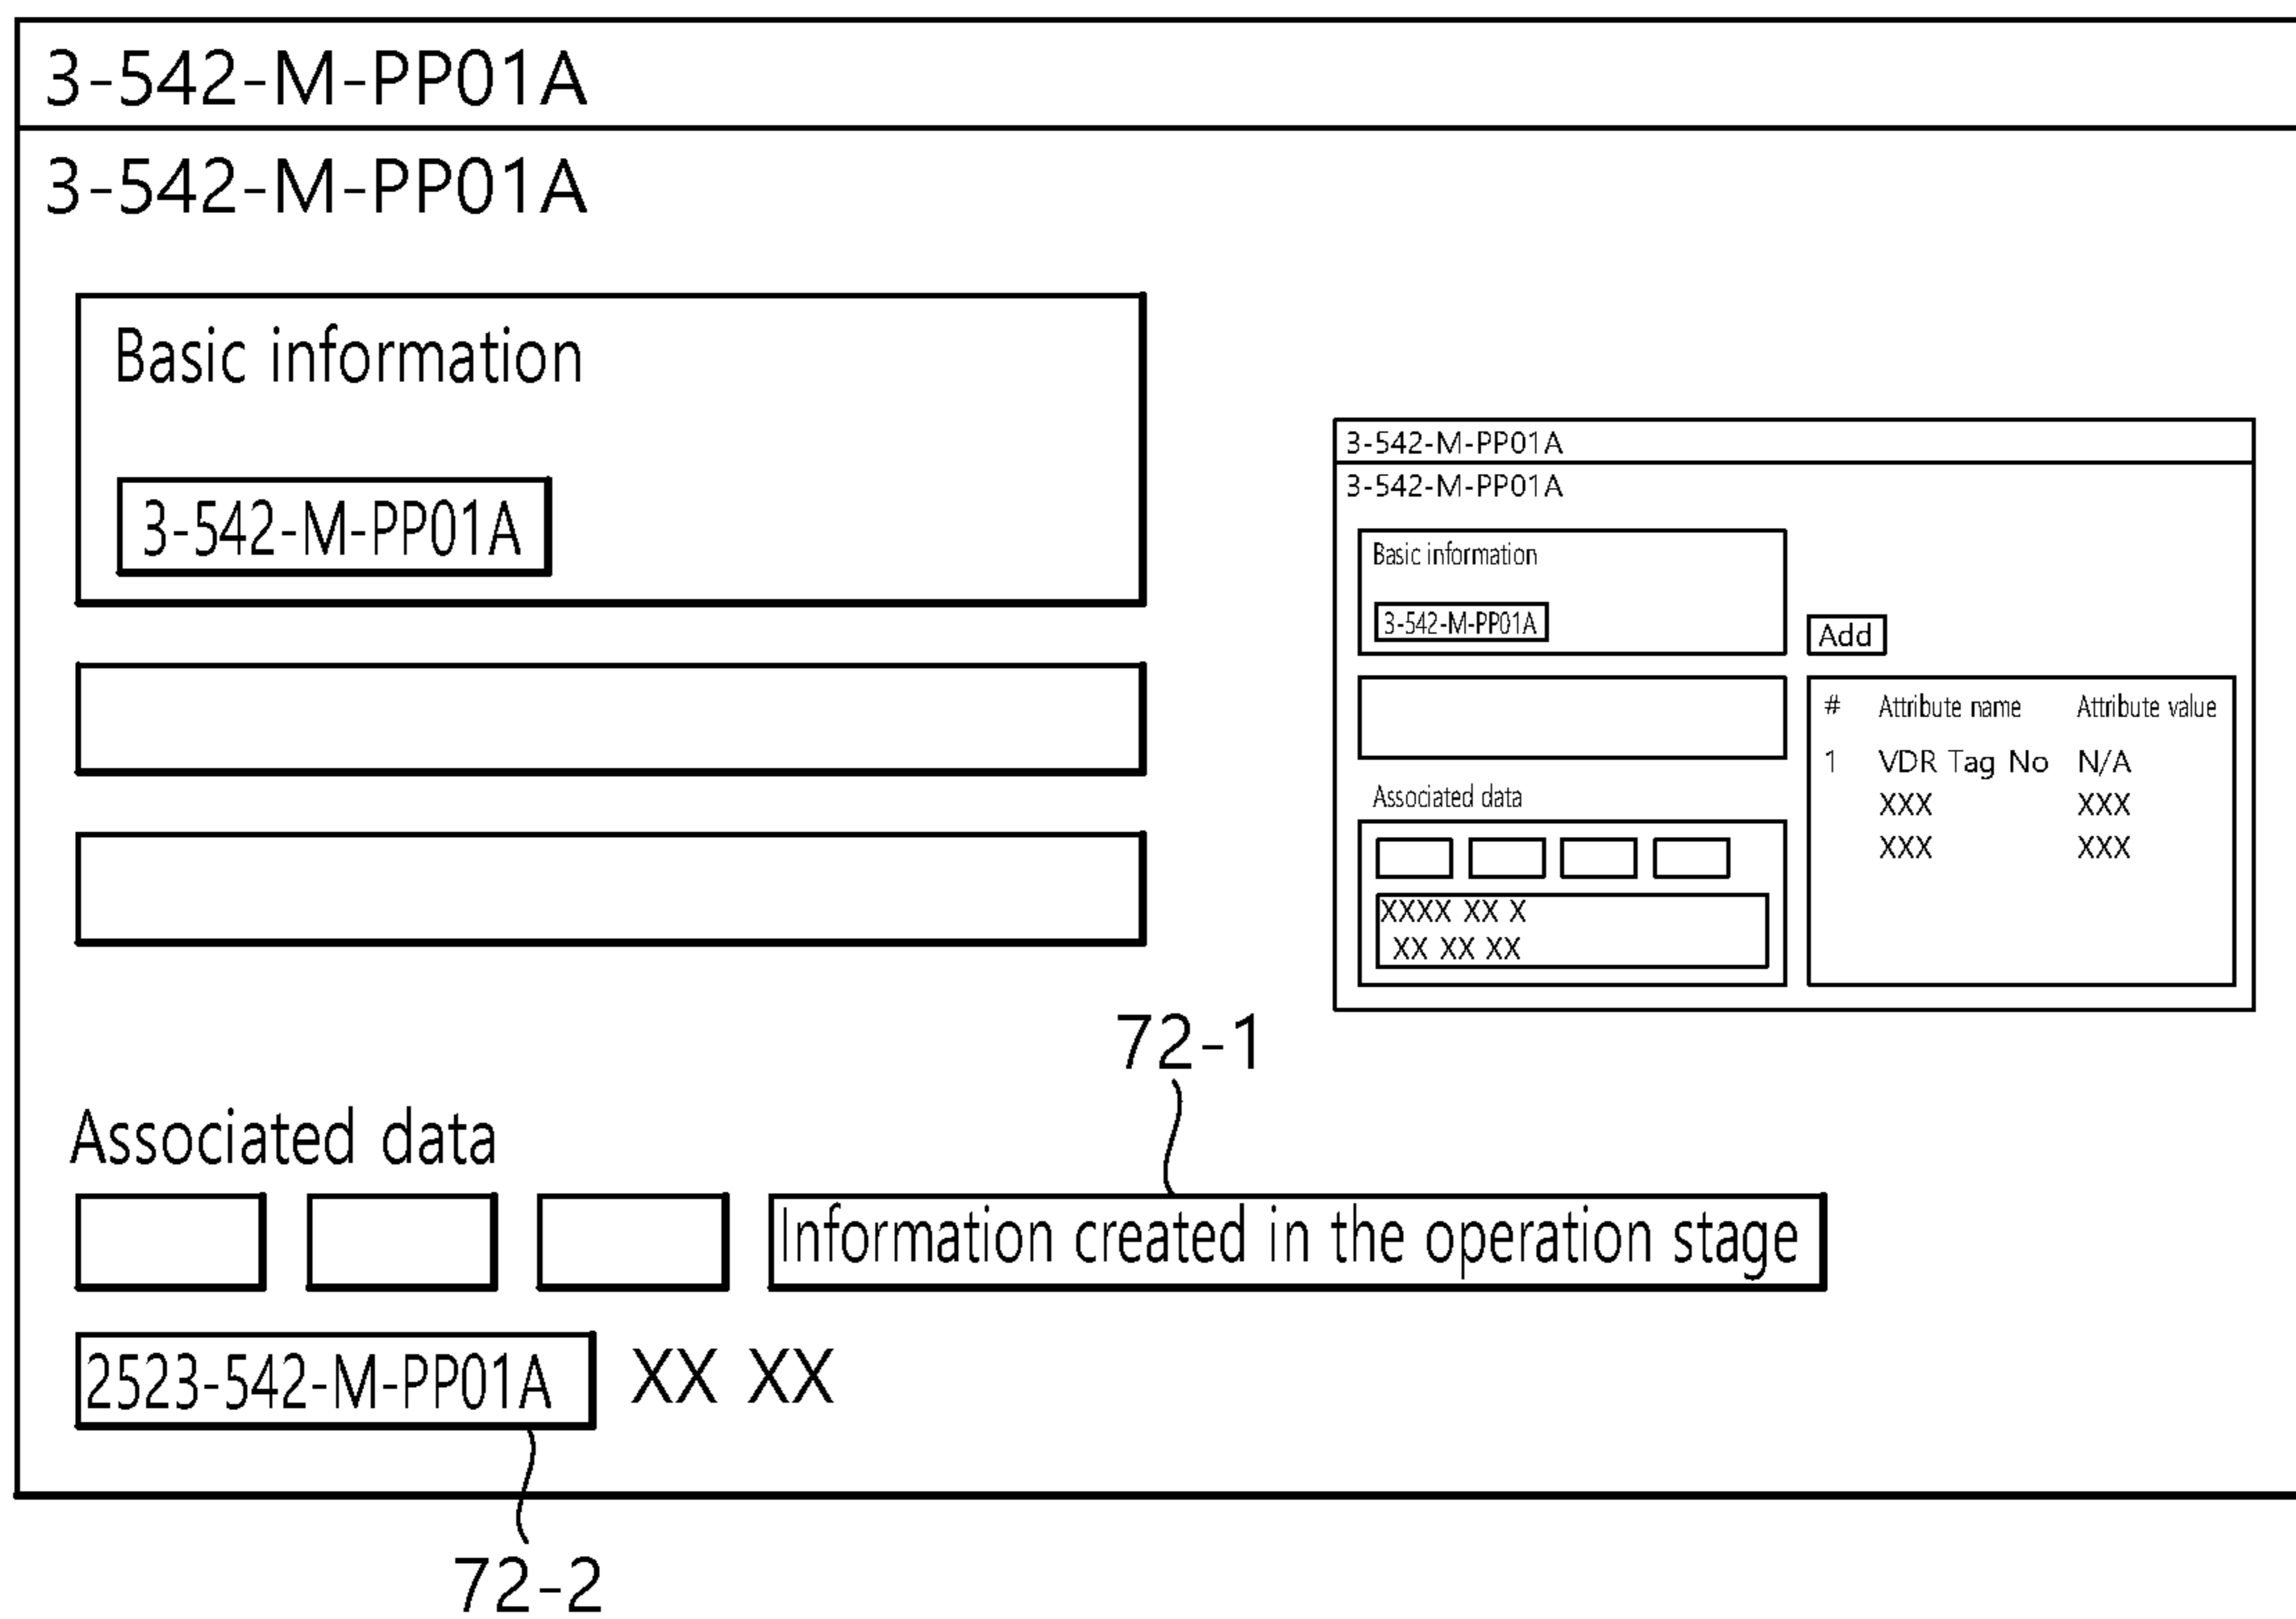 3-542-M-PP01A
3-542-M-PP01A
Basic information
3-542-M-PP01A
3-542-M-PP01A
3-542-M-PP01A
Basic information
3-542-M-PP01A
Add
# Attribute name Attribute value
1 VDR Tag No N/A
XXX XXX
XXX XXX
Associated data
XXXX XX X
XX XX XX
72-1
Associated data
Information created in the operation stage
2523-542-M-PP01A XX XX
72-2